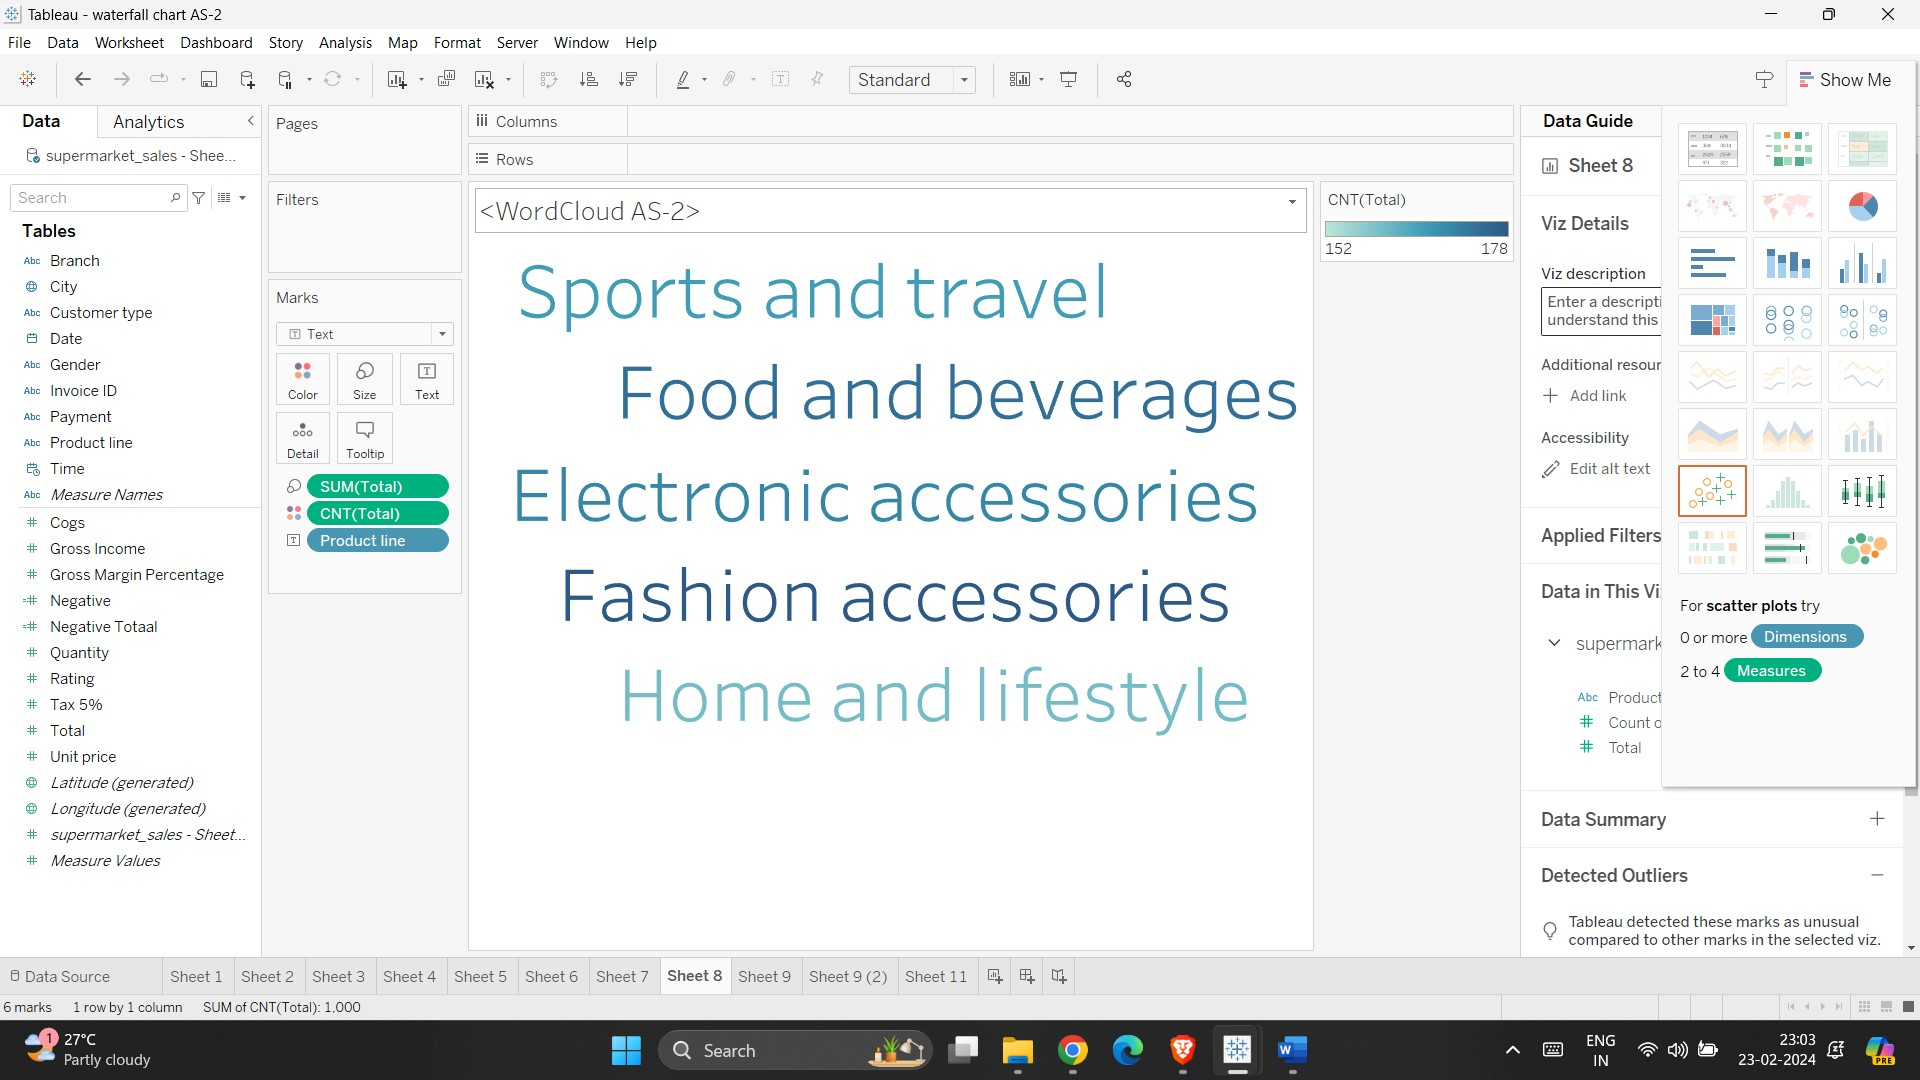 Tableau - waterfall chart AS-2
File Data Worksheet Dashboard Story Analysis Map Format Server Window Help
Standard
Show Me
Data Analytics
supermarket_sales - Shee...
Search
Tables
Abc Branch
City
Abc Customer type
Date
Abc Gender
Abc Invoice ID
Abc Payment
Abc Product line
Time
Abc Measure Names
# Cogs
# Gross Income
# Gross Margin Percentage
=# Negative
=# Negative Totaal
# Quantity
# Rating
# Tax 5%
# Total
# Unit price
Latitude (generated)
Longitude (generated)
# supermarket_sales - Sheet...
# Measure Values
Pages
Filters
Marks
Text
Color Size Text
Detail Tooltip
SUM(Total)
CNT(Total)
Product line
Columns
Rows
<WordCloud AS-2>
Sports and travel
Food and beverages
Electronic accessories
Fashion accessories
Home and lifestyle
CNT(Total)
152 178
Data Guide
Sheet 8
Viz Details
Viz description
Enter a descripti
understand this
Additional resour
Add link
Accessibility
Edit alt text
Applied Filters
Data in This Vi
supermark
Abc Product
# Count o
# Total
Data Summary
Detected Outliers
Tableau detected these marks as unusual
compared to other marks in the selected viz.
For scatter plots try
0 or more Dimensions
2 to 4 Measures
Data Source Sheet 1 Sheet 2 Sheet 3 Sheet 4 Sheet 5 Sheet 6 Sheet 7 Sheet 8 Sheet 9 Sheet 9 (2) Sheet 11
6 marks 1 row by 1 column SUM of CNT(Total): 1,000
1
27°C
Partly cloudy
Search
ENG
IN
23:03
23-02-2024
PRE